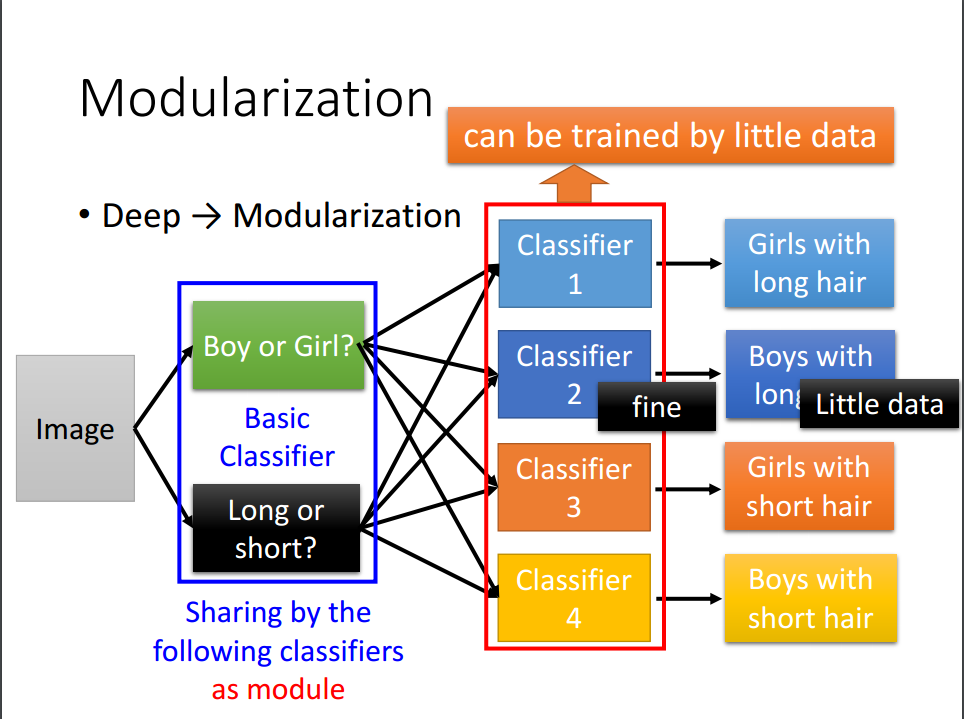 Modularization
can be trained by little data
• Deep → Modularization
Image
Boy or Girl?
Basic
Classifier
Long or
short?
Sharing by the
following classifiers
as module
Classifier
1
Girls with
long hair
Classifier
2
fine
Boys with
long
Little data
Classifier
3
Girls with
short hair
Classifier
4
Boys with
short hair